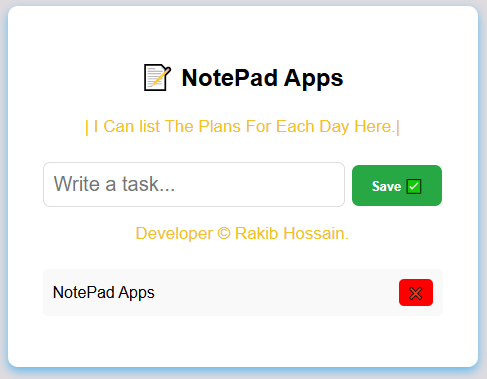 📝 NotePad Apps
| I Can list The Plans For Each Day Here.|
Write a task...
Save ✅
Developer © Rakib Hossain.
NotePad Apps ✖